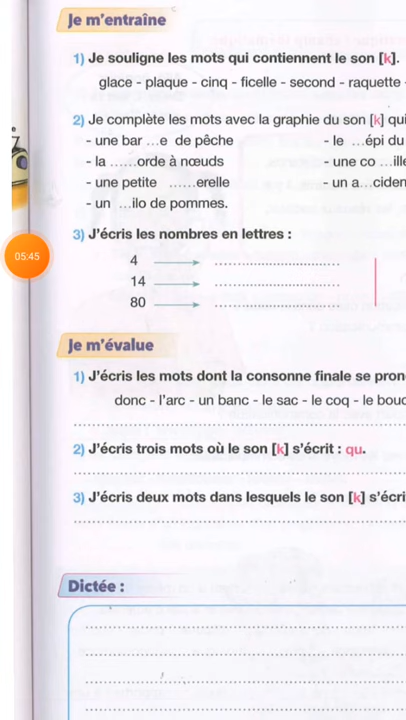 Je m'entraîne
1) Je souligne les mots qui contiennent le son [k].
glace - plaque - cinq - ficelle - second - raquette -
2) Je complète les mots avec la graphie du son [k] qui
- une bar …e de pêche - le …épi du
- la ……orde à nœuds - une co …ille
- une petite ……erelle - un a…ciden
- un …ilo de pommes.
3) J'écris les nombres en lettres :
05:45
4
14
80
Je m'évalue
1) J'écris les mots dont la consonne finale se pron
donc - l'arc - un banc - le sac - le coq - le bouc
2) J'écris trois mots où le son [k] s'écrit : qu.
3) J'écris deux mots dans lesquels le son [k] s'écri
Dictée :